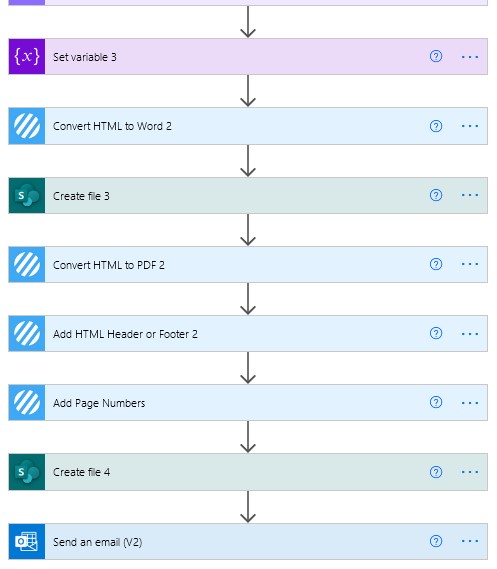 {x} Set variable 3
Convert HTML to Word 2
S Create file 3
Convert HTML to PDF 2
Add HTML Header or Footer 2
Add Page Numbers
S Create file 4
Send an email (V2)